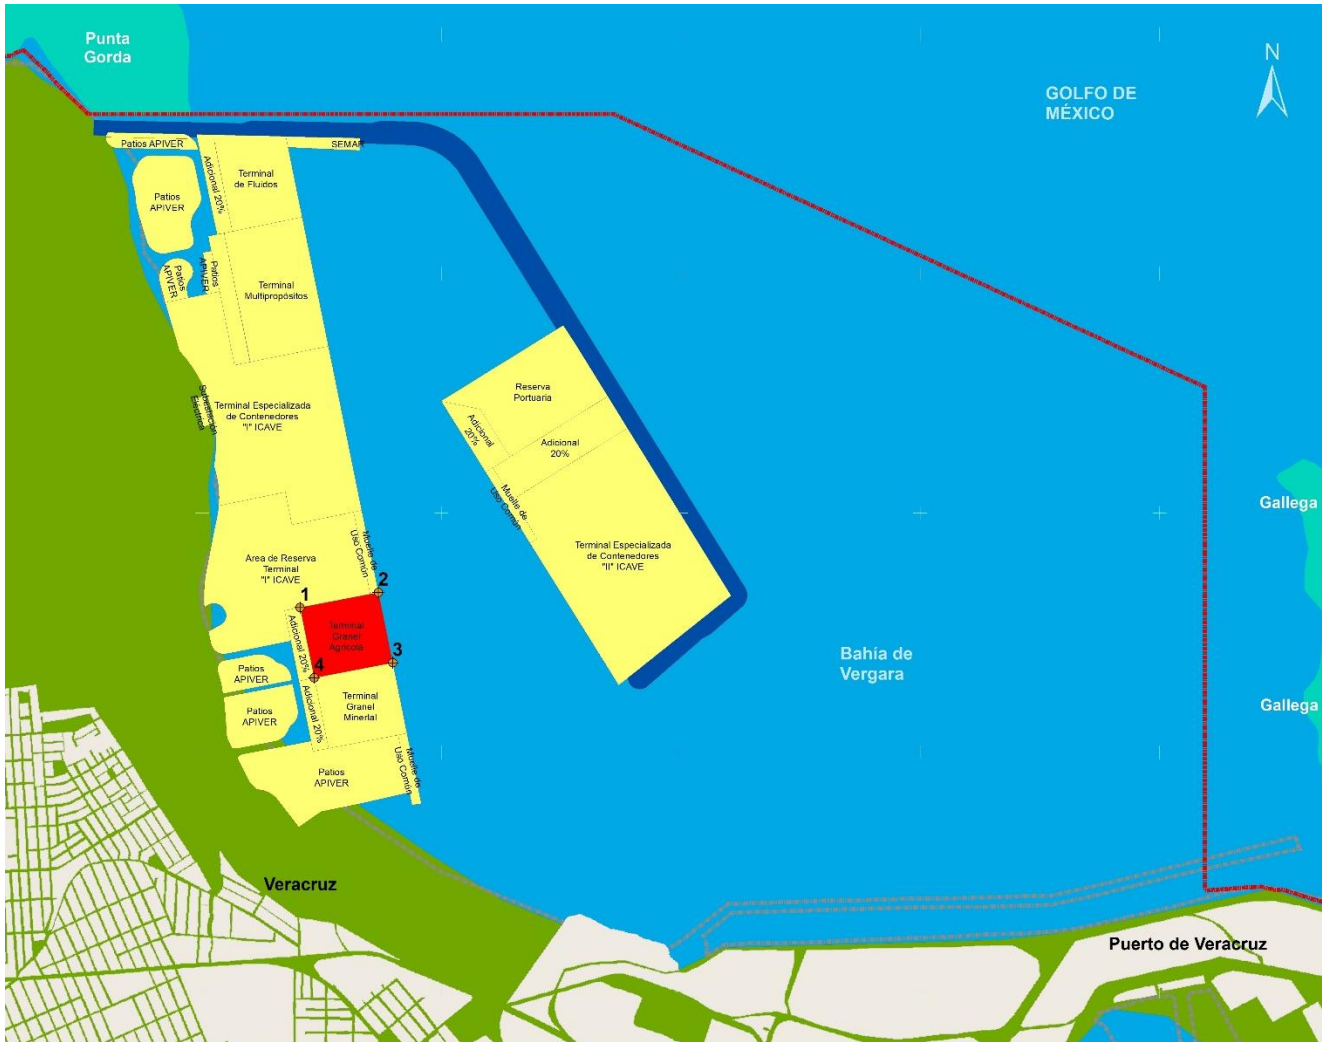 Punta
Gorda
N
GOLFO DE
MÉXICO
Patios APIVER
SEMAR
Adicional 20%
Terminal
de Fluidos
Patios
APIVER
Patios
APIVER
Patios
APIVER
Terminal
Multipropósitos
Reserva
Portuaria
Adicional
20%
Adicional
20%
Subestación
Eléctrica
Terminal Especializada
de Contenedores
"I" ICAVE
Muelle de
Uso Común
Terminal Especializada
de Contenedores
"II" ICAVE
Gallega
Muelle de
Uso Común
Area de Reserva
Terminal
"I" ICAVE
1
2
Adicional 20%
Terminal
Granel
Agrícola
3
4
Bahía de
Vergara
Patios
APIVER
Adicional 20%
Terminal
Granel
Minerlal
Gallega
Patios
APIVER
Muelle de
Uso Común
Patios
APIVER
Veracruz
Puerto de Veracruz